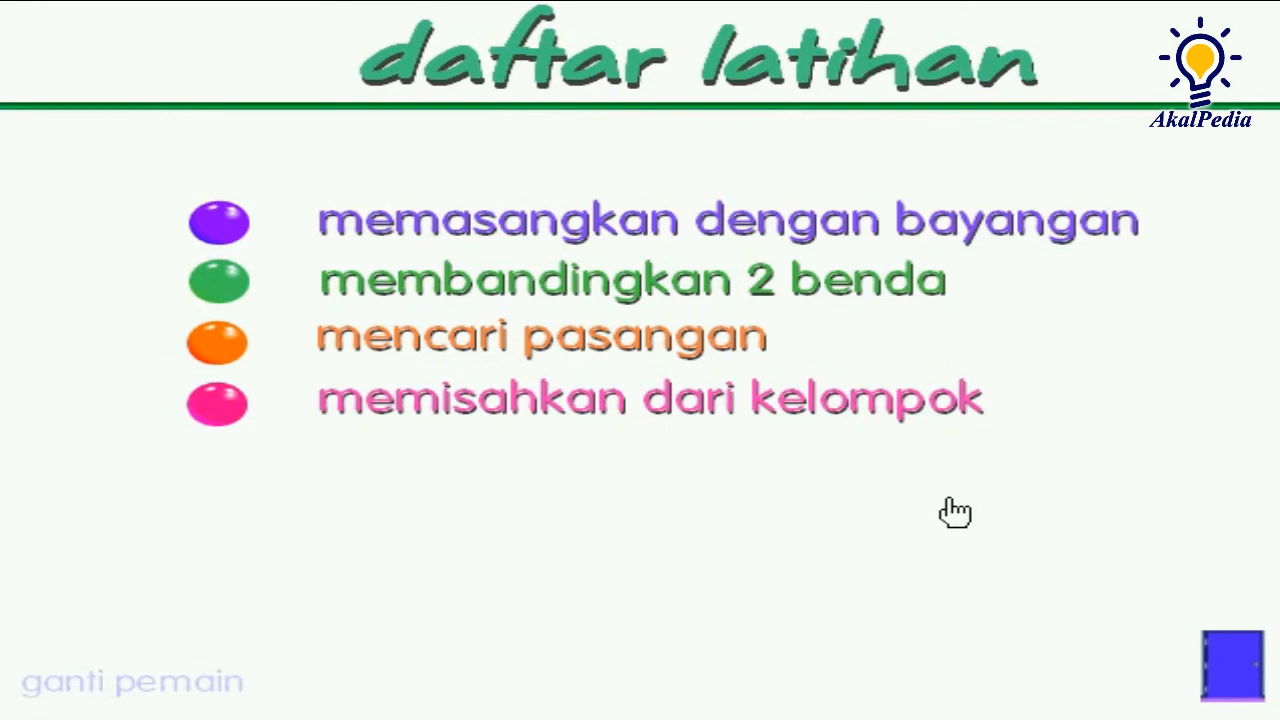 daftar latihan
AkalPedia
memasangkan dengan bayangan
membandingkan 2 benda
mencari pasangan
memisahkan dari kelompok
ganti pemain